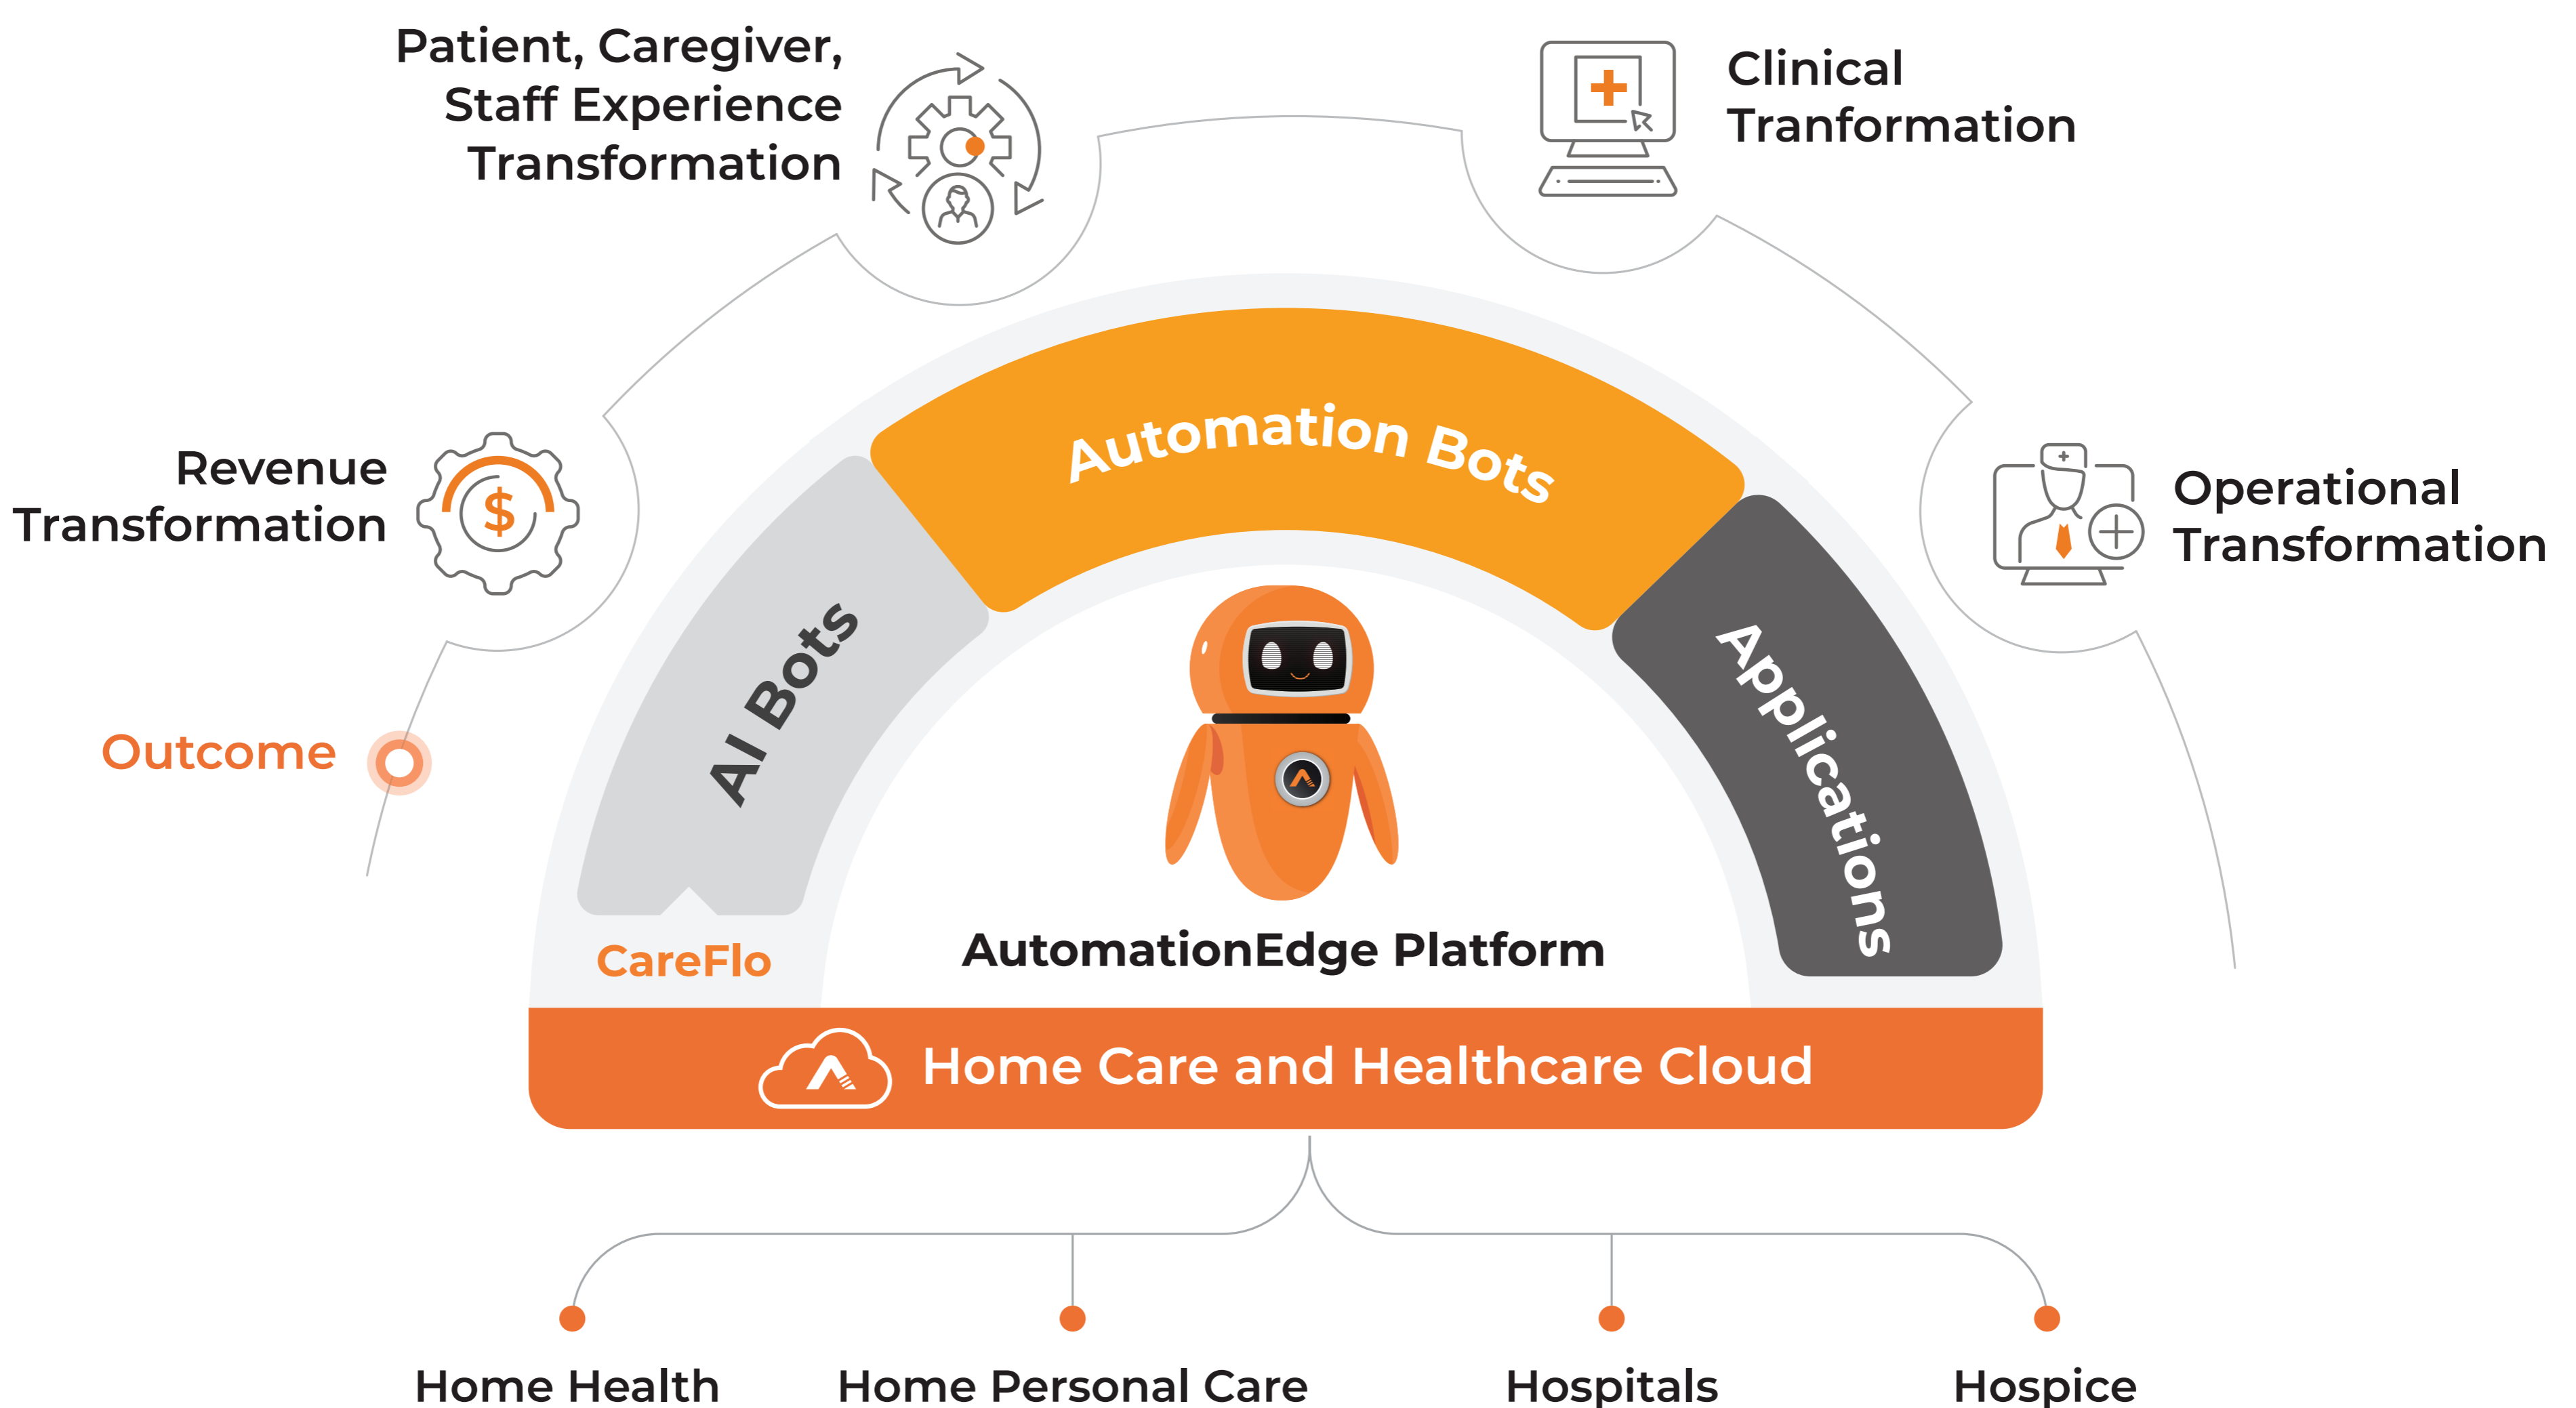 Patient, Caregiver,
Staff Experience
Transformation
Clinical
Tranformation
Revenue
Transformation
$
Operational
Transformation
Outcome
AI Bots
Automation Bots
Applications
CareFlo
AutomationEdge Platform
Home Care and Healthcare Cloud
Home Health
Home Personal Care
Hospitals
Hospice